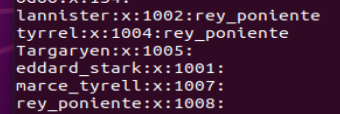 lannister:x:1002:rey_poniente
tyrrel:x:1004:rey_poniente
Targaryen:x:1005:
eddard_stark:x:1001:
marce_tyrell:x:1007:
rey_poniente:x:1008: